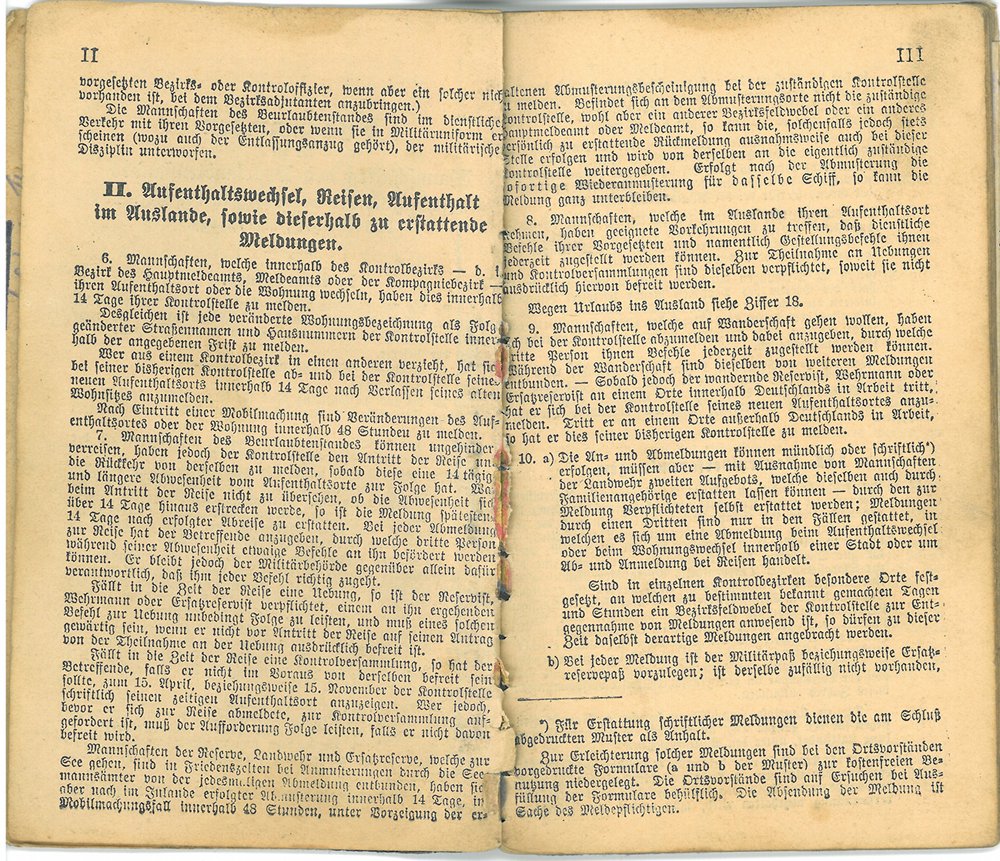 II
vorgesetzten Bezirks- oder Kontroloffizier, wenn aber ein solcher nich
vorhanden ist, bei dem Bezirksadjutanten anzubringen.)
Die Mannschaften des Beurlaubtenstandes sind im dienstliche
Verkehr mit ihren Vorgesetzten, oder wenn sie in Militäruniform er
scheinen (wozu auch der Entlassungsanzug gehört), der militärische
Disziplin unterworfen.
II. Aufenthaltswechsel, Reisen, Aufenthalt
im Auslande, sowie dieserhalb zu erstattende
Meldungen.
6. Mannschaften, welche innerhalb des Kontrolbezirks — d. i.
Bezirk des Hauptmeldeamts, Meldeamts oder der Kompagniebezirk —
ihren Aufenthaltsort oder die Wohnung wechseln, haben dies innerhalb
14 Tage ihrer Kontrolstelle zu melden.
Desgleichen ist jede veränderte Wohnungsbezeichnung als Folg
geänderter Straßennamen und Hausnummern der Kontrolstelle inner
halb der angegebenen Frist zu melden.
Wer aus einem Kontrolbezirk in einen anderen verzieht, hat sich
bei seiner bisherigen Kontrolstelle ab- und bei der Kontrolstelle seines
neuen Aufenthaltsorts innerhalb 14 Tage nach Verlassen seines alten
Wohnsitzes anzumelden.
Nach Eintritt einer Mobilmachung sind Veränderungen des Auf-
enthaltsortes oder der Wohnung innerhalb 48 Stunden zu melden.
7. Mannschaften des Beurlaubtenstandes können ungehinder
verreisen, haben jedoch der Kontrolstelle den Antritt der Reise und
die Rückkehr von derselben zu melden, sobald diese eine 14 tägig
und längere Abwesenheit vom Aufenthaltsorte zur Folge hat. War
beim Antritt der Reise nicht zu übersehen, ob die Abwesenheit sich
über 14 Tage hinaus erstrecken werde, so ist die Meldung spätestens
14 Tage nach erfolgter Abreise zu erstatten. Bei jeder Abmeldung
zur Reise hat der Betreffende anzugeben, durch welche dritte Person
während seiner Abwesenheit etwaige Befehle an ihn befördert werden
können. Er bleibt jedoch der Militärbehörde gegenüber allein dafür
verantwortlich, daß ihm jeder Befehl richtig zugeht.
Fällt in die Zeit der Reise eine Uebung, so ist der Reservist,
Wehrmann oder Ersatzreservist verpflichtet, einem an ihn ergehenden
Befehl zur Uebung unbedingt Folge zu leisten, und muß eines solchen
gewärtig sein, wenn er nicht vor Antritt der Reise auf seinen Antrag
von der Theilnahme an der Uebung ausdrücklich befreit ist.
Fällt in die Zeit der Reise eine Kontrolversammlung, so hat der
Betreffende, falls er nicht im Voraus von derselben befreit sein
sollte, zum 15. April, beziehungsweise 15. November der Kontrolstelle
schriftlich seinen zeitigen Aufenthaltsort anzuzeigen. Wer jedoch,
bevor er sich zur Reise abmeldete, zur Kontrolversammlung auf-
gefordert ist, muß der Aufforderung Folge leisten, falls er nicht davon
befreit wird.
Mannschaften der Reserve, Landwehr und Ersatzreserve, welche zur
See gehen, sind in Friedenszeiten bei Anmusterungen durch die See
mannsämter von der jedesmaligen Abmeldung entbunden, haben sich
aber nach im Inlande erfolgter Abmusterung innerhalb 14 Tage, in
Mobilmachungsfall innerhalb 48 Stunden, unter Vorzeigung der er-
III
altenen Abmusterungsbescheinigung bei der zuständigen Kontrolstelle
u melden. Befindet sich an dem Abmusterungsorte nicht die zuständige
ontrolstelle, wohl aber ein anderer Bezirksfeldwebel oder ein anderes
auptmeldeamt oder Meldeamt, so kann die, solchenfalls jedoch stets
ersönlich zu erstattende Rückmeldung ausnahmsweise auch bei dieser
Stelle erfolgen und wird von derselben an die eigentlich zuständige
Kontrolstelle weitergegeben. Erfolgt nach der Abmusterung die
ofortige Wiederanmusterung für dasselbe Schiff, so kann die
Meldung ganz unterbleiben.
8. Mannschaften, welche im Auslande ihren Aufenthaltsort
nehmen, haben geeignete Vorkehrungen zu treffen, daß dienstliche
Befehle ihrer Vorgesetzten und namentlich Gestellungsbefehle ihnen
jederzeit zugestellt werden können. Zur Theilnahme an Uebungen
und Kontrolversammlungen sind dieselben verpflichtet, soweit sie nicht
ausdrücklich hiervon befreit werden.
Wegen Urlaubs ins Ausland siehe Ziffer 18.
9. Mannschaften, welche auf Wanderschaft gehen wollen, haben
ich bei der Kontrolstelle abzumelden und dabei anzugeben, durch welche
dritte Person ihnen Befehle jederzeit zugestellt werden können.
Während der Wanderschaft sind dieselben von weiteren Meldungen
entbunden. — Sobald jedoch der wandernde Reservist, Wehrmann oder
Ersatzreservist an einem Orte innerhalb Deutschlands in Arbeit tritt,
hat er sich bei der Kontrolstelle seines neuen Aufenthaltsortes anzu-
melden. Tritt er an einem Orte außerhalb Deutschlands in Arbeit,
so hat er dies seiner bisherigen Kontrolstelle zu melden.
10. a) Die An- und Abmeldungen können mündlich oder schriftlich*)
erfolgen, müssen aber — mit Ausnahme von Mannschaften
der Landwehr zweiten Aufgebots, welche dieselben auch durch
Familienangehörige erstatten lassen können — durch den zur
Meldung Verpflichteten selbst erstattet werden; Meldungen
durch einen Dritten sind nur in den Fällen gestattet, in
welchen es sich um eine Abmeldung beim Aufenthaltswechsel
oder beim Wohnungswechsel innerhalb einer Stadt oder um
Ab- und Anmeldung bei Reisen handelt.
Sind in einzelnen Kontrolbezirken besondere Orte fest-
gesetzt, an welchen zu bestimmten bekannt gemachten Tagen
und Stunden ein Bezirksfeldwebel der Kontrolstelle zur Ent-
gegennahme von Meldungen anwesend ist, so dürfen zu dieser
Zeit daselbst derartige Meldungen angebracht werden.
b) Bei jeder Meldung ist der Militärpaß beziehungsweise Ersatz-
reservepaß vorzulegen; ist derselbe zufällig nicht vorhanden,
*) Für Erstattung schriftlicher Meldungen dienen die am Schluß
abgedruckten Muster als Anhalt.
Zur Erleichterung solcher Meldungen sind bei den Ortsvorständen
vorgedruckte Formulare (a und b der Muster) zur kostenfreien Be-
nutzung niedergelegt. Die Ortsvorstände sind auf Ersuchen bei Aus-
füllung der Formulare behülflich. Die Absendung der Meldung ist
Sache des Meldepflichtigen.